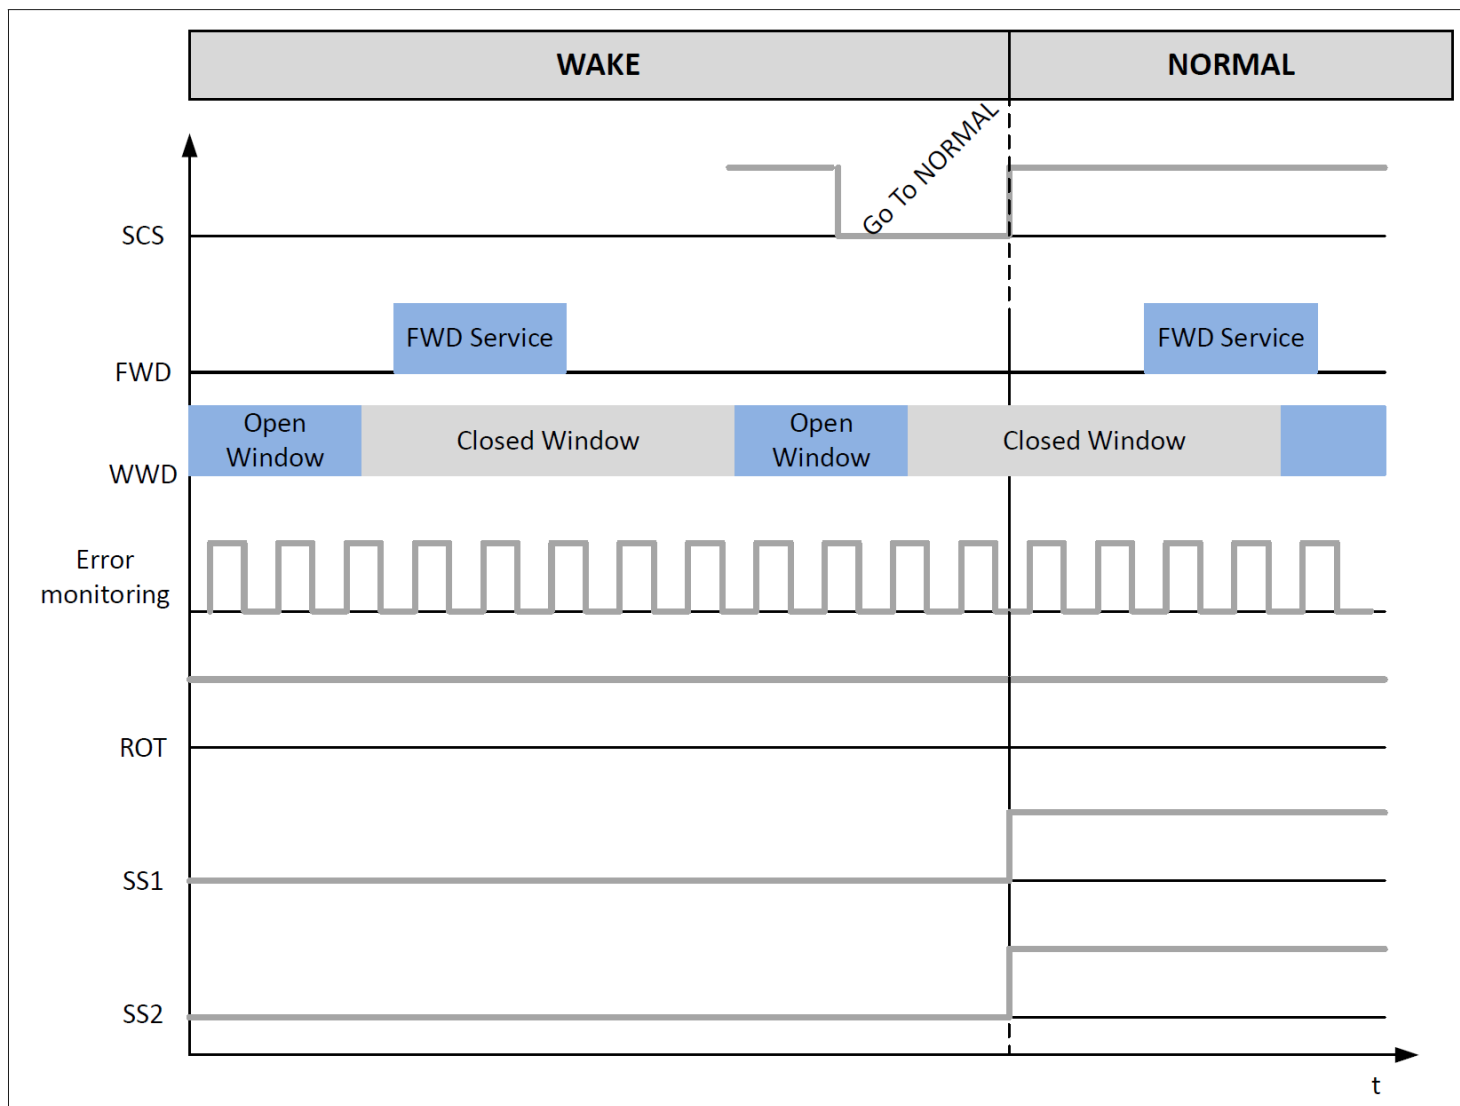 WAKE
NORMAL
Go To NORMAL
SCS
FWD Service
FWD Service
FWD
Open
Window
Closed Window
Open
Window
Closed Window
WWD
Error
monitoring
ROT
SS1
SS2
t